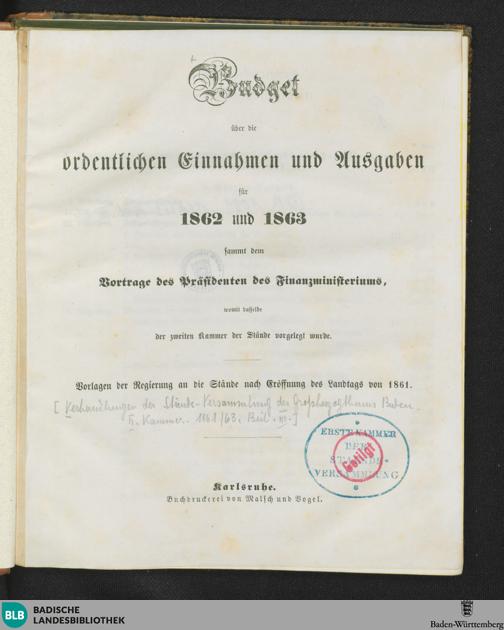 Budget
über die
ordentlichen Einnahmen und Ausgaben
für
1862 und 1863
sammt dem
Vortrage des Präsidenten des Finanzministeriums,
womit dasselbe
der zweiten Kammer der Stände vorgelegt wurde.
Vorlagen der Regierung an die Stände nach Eröffnung des Landtags von 1861.
[Verhandlungen der Stände-Versammlung des Großherzogthums Baden.
II. Kammer. 1861/63. Beil. III.]
ERSTE KAMMER
DER
STÄNDE-
VERSAMMLUNG
Getilgt
Karlsruhe.
Buchdruckerei von Malsch und Vogel.
BLB BADISCHE
LANDESBIBLIOTHEK
Baden-Württemberg